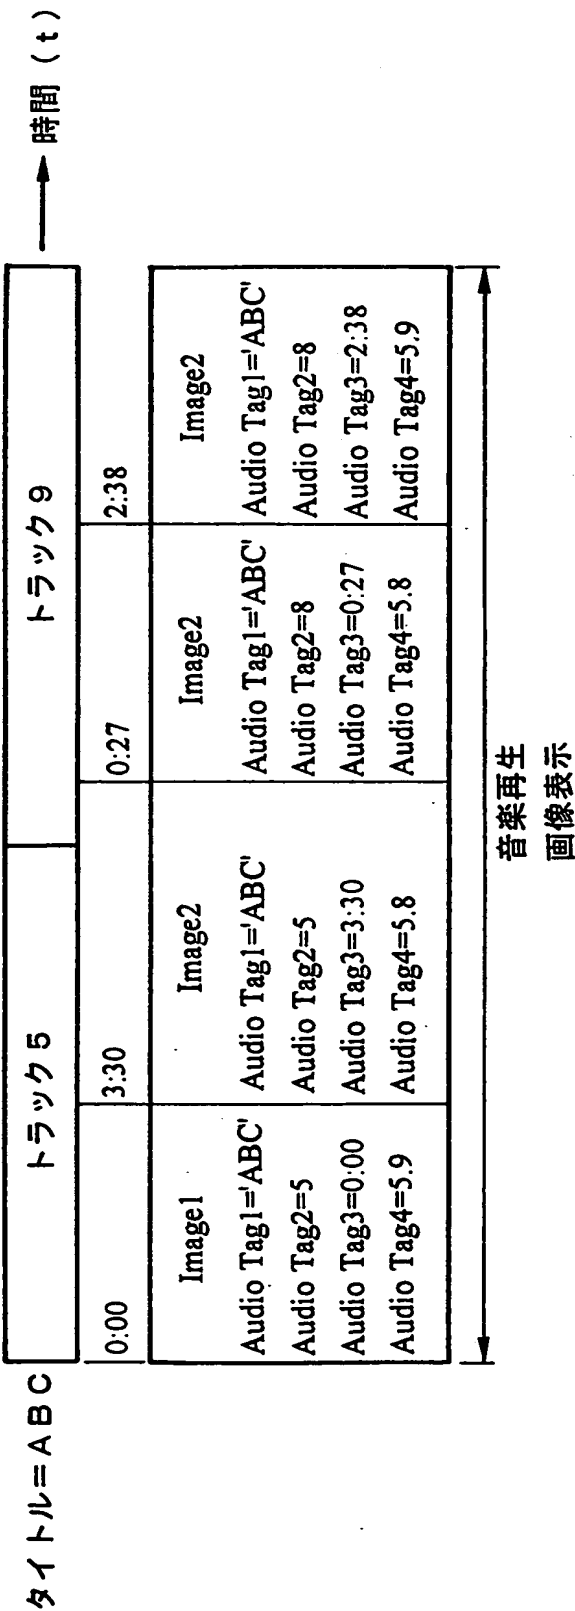 タイトル=ABC
トラック5
トラック9
時間(t)
0:00
3:30
0:27
2:38
Image1
Audio Tag1='ABC'
Audio Tag2=5
Audio Tag3=0:00
Audio Tag4=5.9
Image2
Audio Tag1='ABC'
Audio Tag2=5
Audio Tag3=3:30
Audio Tag4=5.8
Image2
Audio Tag1='ABC'
Audio Tag2=8
Audio Tag3=0:27
Audio Tag4=5.8
Image2
Audio Tag1='ABC'
Audio Tag2=8
Audio Tag3=2:38
Audio Tag4=5.9
音楽再生
画像表示